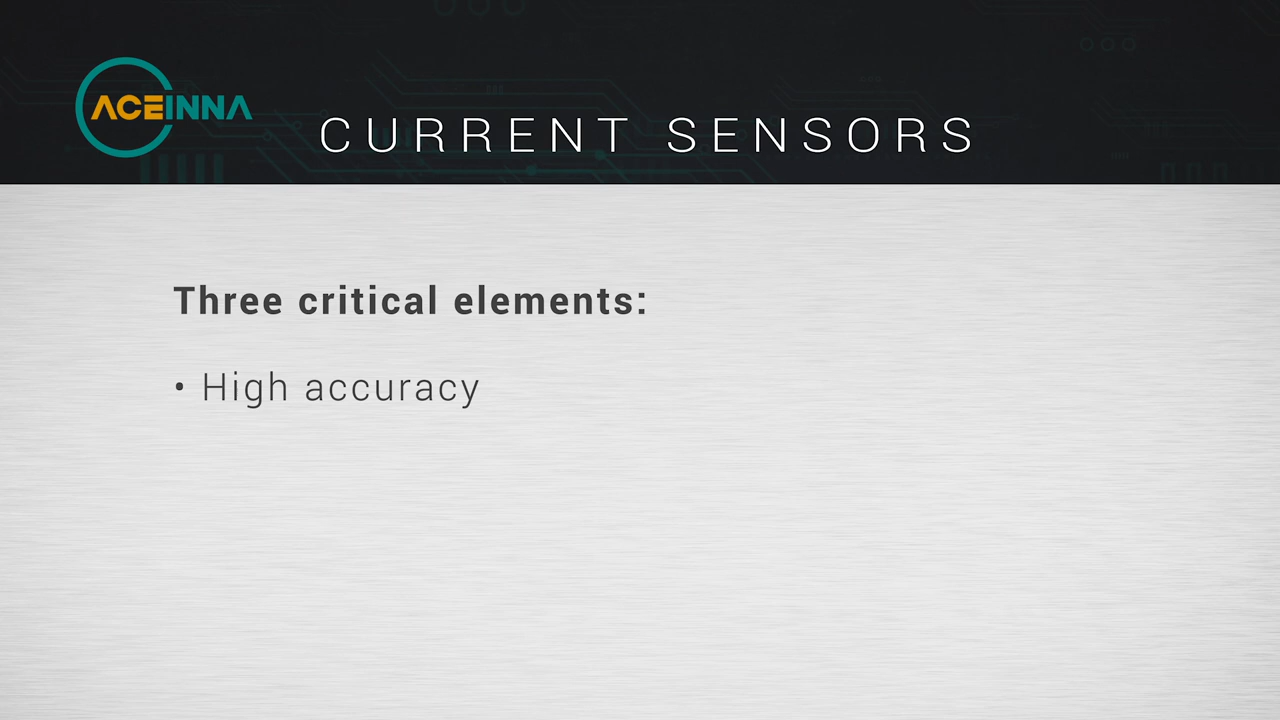 ACEINNA
CURRENT SENSORS
Three critical elements:
• High accuracy